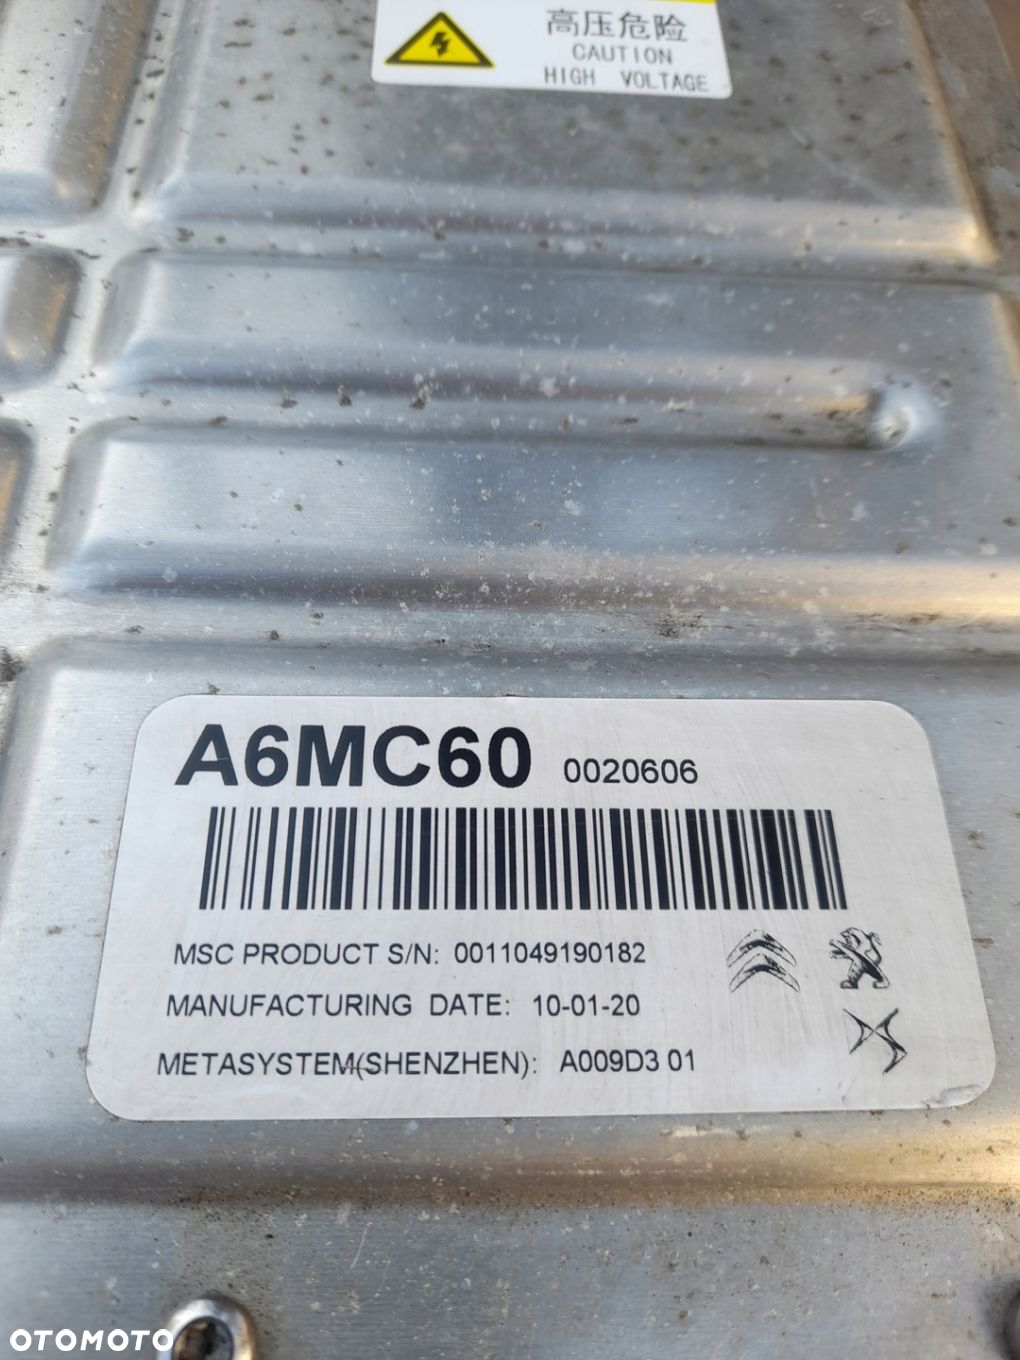 高压危险
CAUTION
HIGH VOLTAGE
A6MC60 0020606
MSC PRODUCT S/N: 0011049190182
MANUFACTURING DATE: 10-01-20
METASYSTEM(SHENZHEN): A009D3 01
OTOMOTO